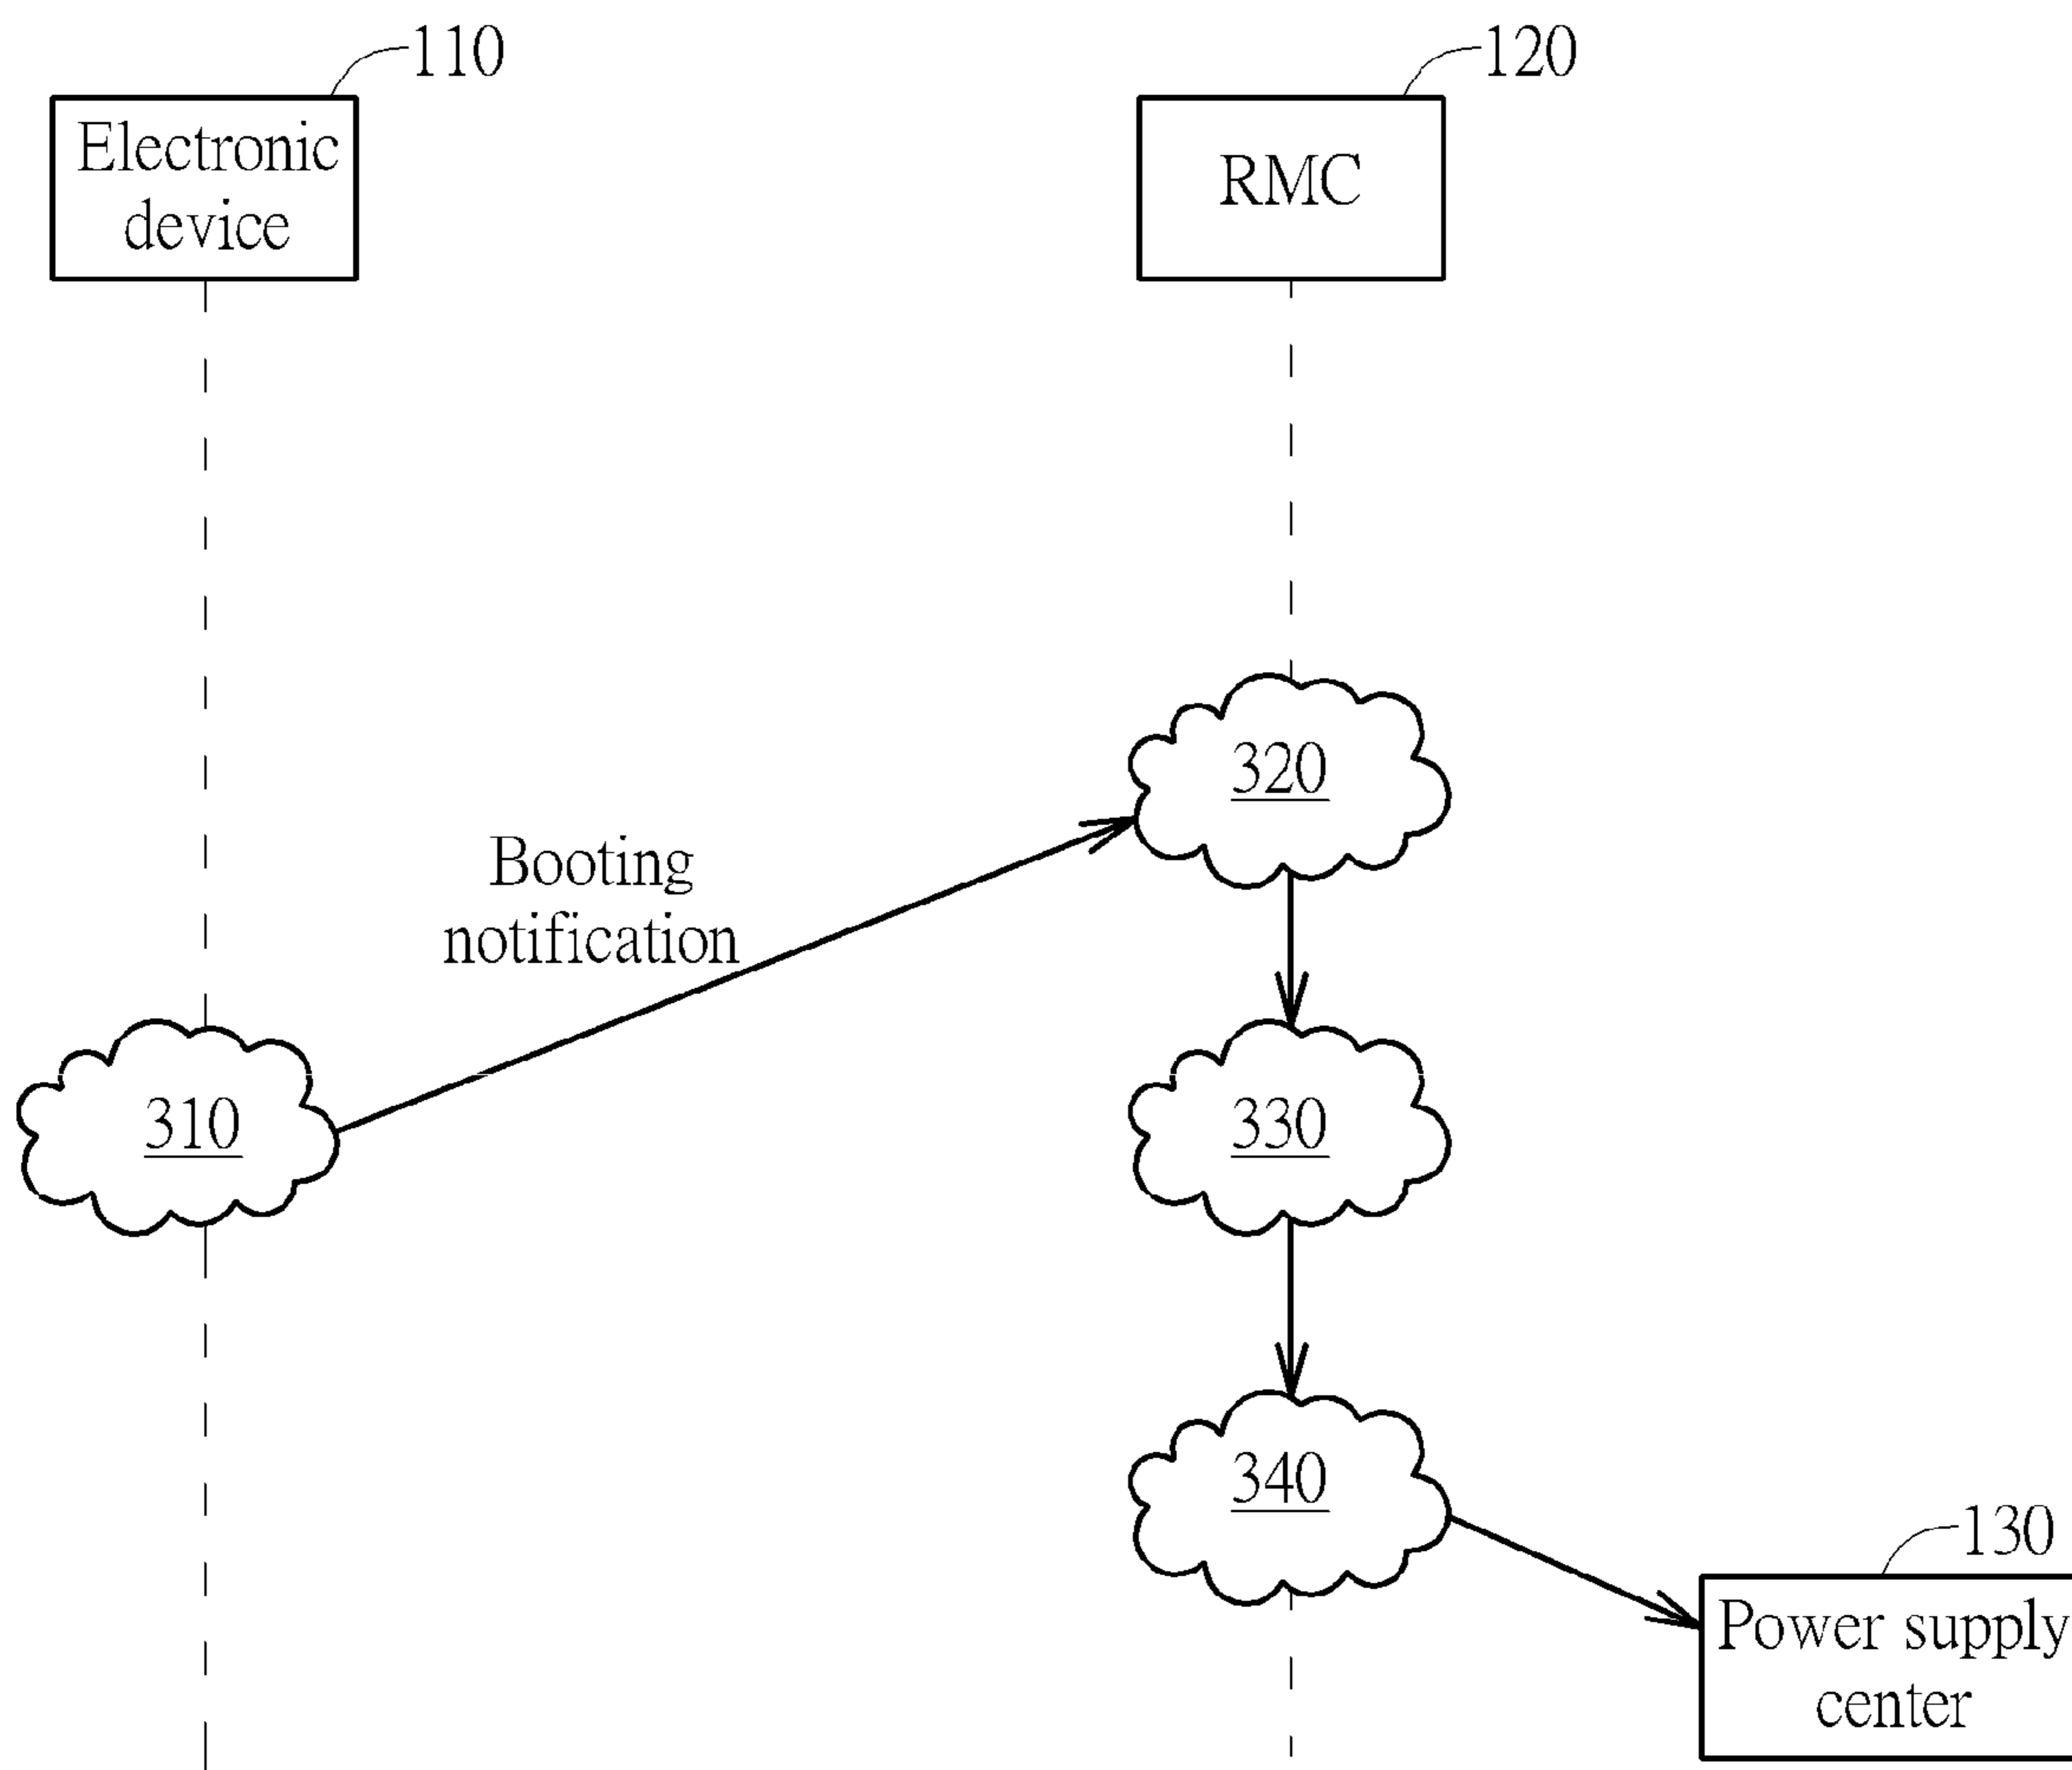 110
120
Electronic
device
RMC
320
Booting
notification
310
330
340
130
Power supply
center